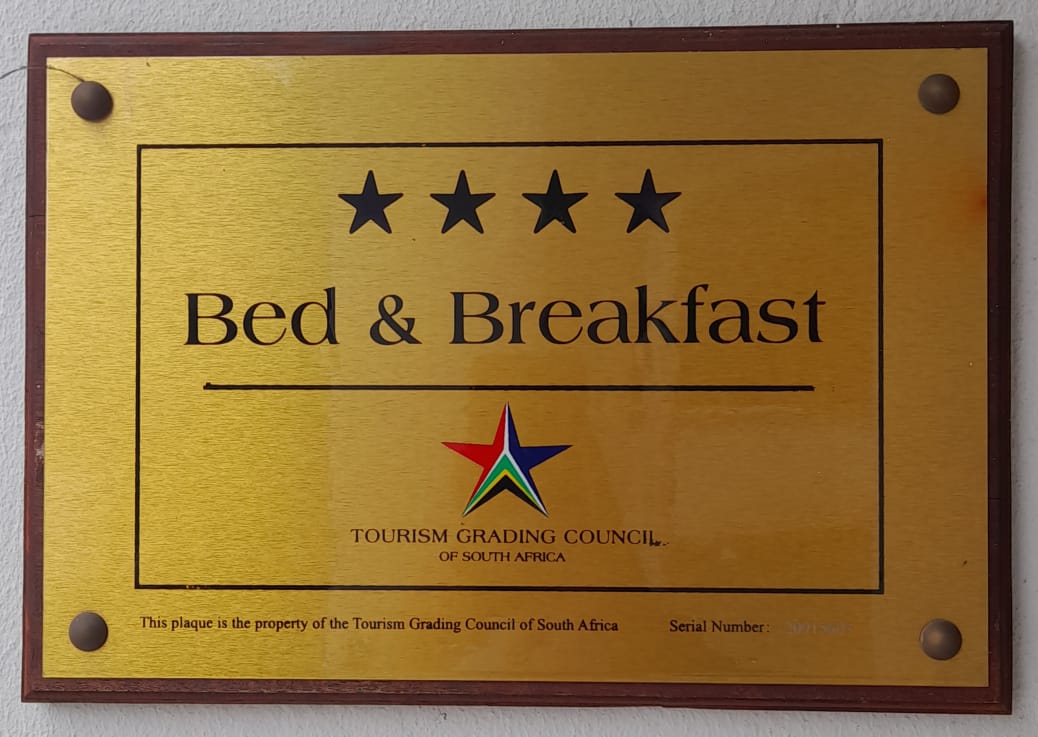 Bed & Breakfast
TOURISM GRADING COUNCIL
OF SOUTH AFRICA
This plaque is the property of the Tourism Grading Council of South Africa Serial Number: